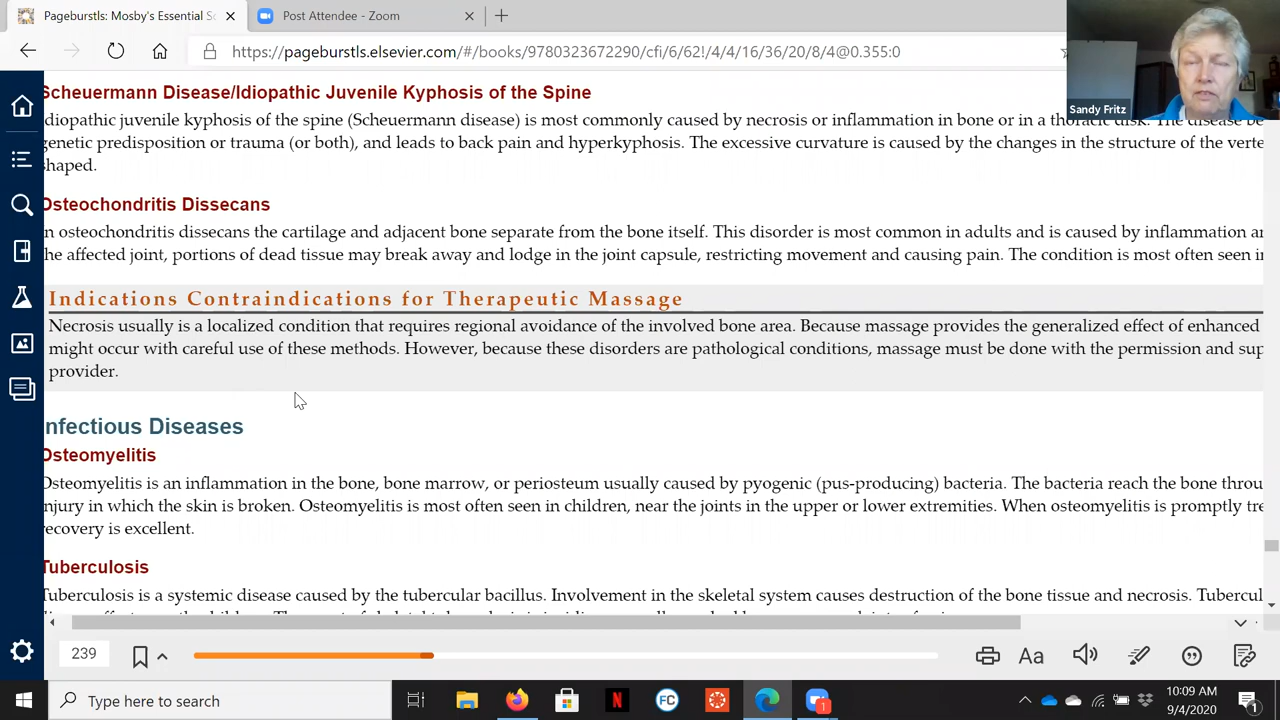 Pageburstls: Mosby's Essential Sc
Post Attendee - Zoom
https://pageburstls.elsevier.com/#/books/9780323672290/cfi/6/62!/4/4/16/36/20/8/4@0.355:0
Sandy Fritz
Scheuermann Disease/Idiopathic Juvenile Kyphosis of the Spine
diopathic juvenile kyphosis of the spine (Scheuermann disease) is most commonly caused by necrosis or inflammation in bone or in a thoracic disk. The disease be
genetic predisposition or trauma (or both), and leads to back pain and hyperkyphosis. The excessive curvature is caused by the changes in the structure of the verte
shaped.
Osteochondritis Dissecans
n osteochondritis dissecans the cartilage and adjacent bone separate from the bone itself. This disorder is most common in adults and is caused by inflammation an
he affected joint, portions of dead tissue may break away and lodge in the joint capsule, restricting movement and causing pain. The condition is most often seen in
Indications Contraindications for Therapeutic Massage
Necrosis usually is a localized condition that requires regional avoidance of the involved bone area. Because massage provides the generalized effect of enhanced
might occur with careful use of these methods. However, because these disorders are pathological conditions, massage must be done with the permission and sup
provider.
nfectious Diseases
Osteomyelitis
Osteomyelitis is an inflammation in the bone, bone marrow, or periosteum usually caused by pyogenic (pus-producing) bacteria. The bacteria reach the bone throu
njury in which the skin is broken. Osteomyelitis is most often seen in children, near the joints in the upper or lower extremities. When osteomyelitis is promptly tre
recovery is excellent.
Tuberculosis
Tuberculosis is a systemic disease caused by the tubercular bacillus. Involvement in the skeletal system causes destruction of the bone tissue and necrosis. Tubercul
239
Aa
Type here to search
N
FC
1
10:09 AM
9/4/2020
1